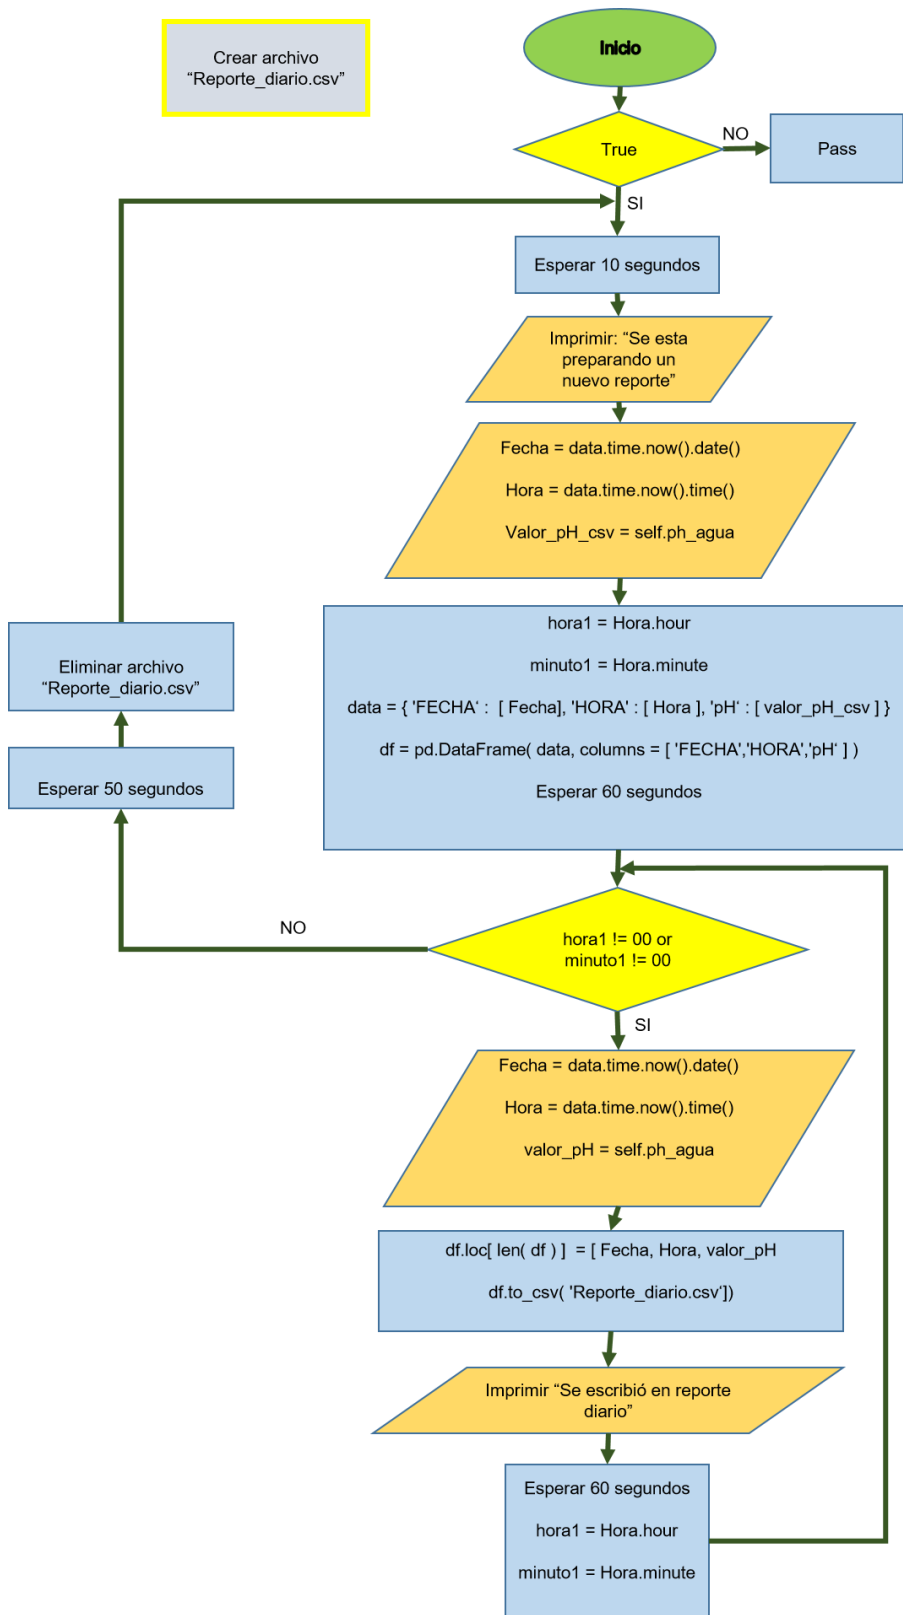 Crear archivo
“Reporte_diario.csv”
Inicio
True
NO
Pass
SI
Esperar 10 segundos
Imprimir: “Se esta
preparando un
nuevo reporte”
Fecha = data.time.now().date()
Hora = data.time.now().time()
Valor_pH_csv = self.ph_agua
hora1 = Hora.hour
minuto1 = Hora.minute
data = { 'FECHA' : [ Fecha], 'HORA' : [ Hora ], 'pH' : [ valor_pH_csv ] }
df = pd.DataFrame( data, columns = [ 'FECHA','HORA','pH' ] )
Esperar 60 segundos
Eliminar archivo
“Reporte_diario.csv”
Esperar 50 segundos
NO
hora1 != 00 or
minuto1 != 00
SI
Fecha = data.time.now().date()
Hora = data.time.now().time()
valor_pH = self.ph_agua
df.loc[ len( df ) ] = [ Fecha, Hora, valor_pH
df.to_csv( 'Reporte_diario.csv'])
Imprimir “Se escribió en reporte
diario”
Esperar 60 segundos
hora1 = Hora.hour
minuto1 = Hora.minute